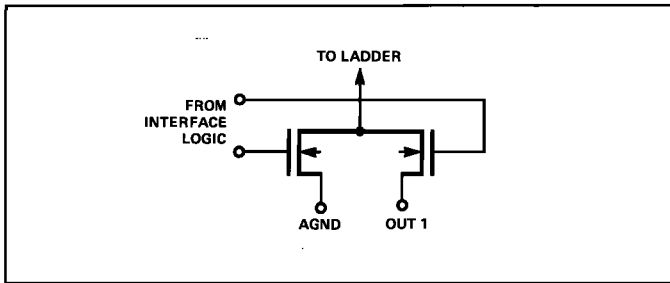 TO LADDER
FROM
INTERFACE
LOGIC
AGND
OUT 1